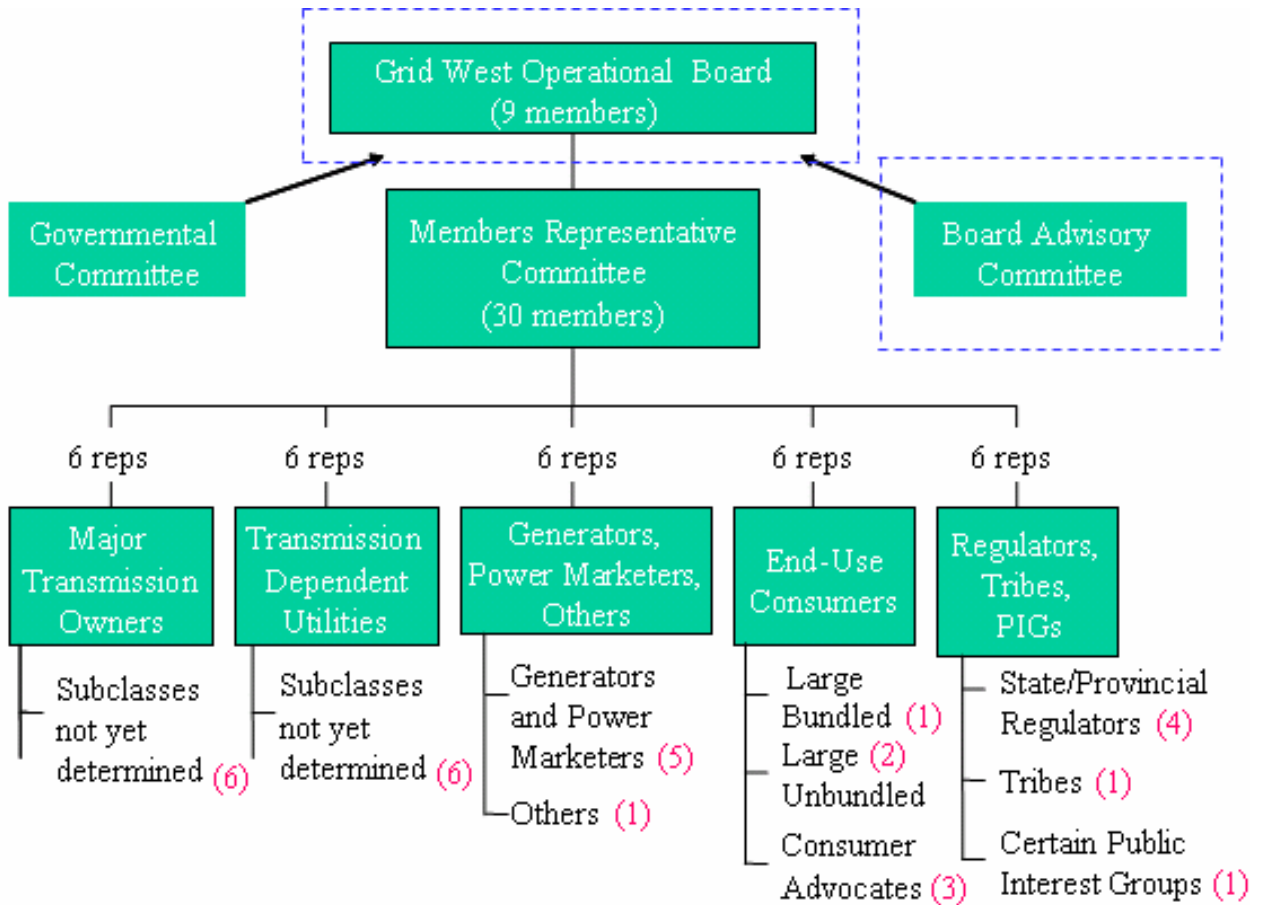 Grid West Operational Board
(9 members)
Governmental
Committee
Members Representative
Committee
(30 members)
Board Advisory
Committee
6 reps
6 reps
6 reps
6 reps
6 reps
Major
Transmission
Owners
Transmission
Dependent
Utilities
Generators,
Power Marketers,
Others
End-Use
Consumers
Regulators,
Tribes,
PIGs
Subclasses
not yet
determined (6)
Subclasses
not yet
determined (6)
Generators
and Power
Marketers (5)
Others (1)
Large
Bundled (1)
Large (2)
Unbundled
Consumer
Advocates (3)
State/Provincial
Regulators (4)
Tribes (1)
Certain Public
Interest Groups (1)